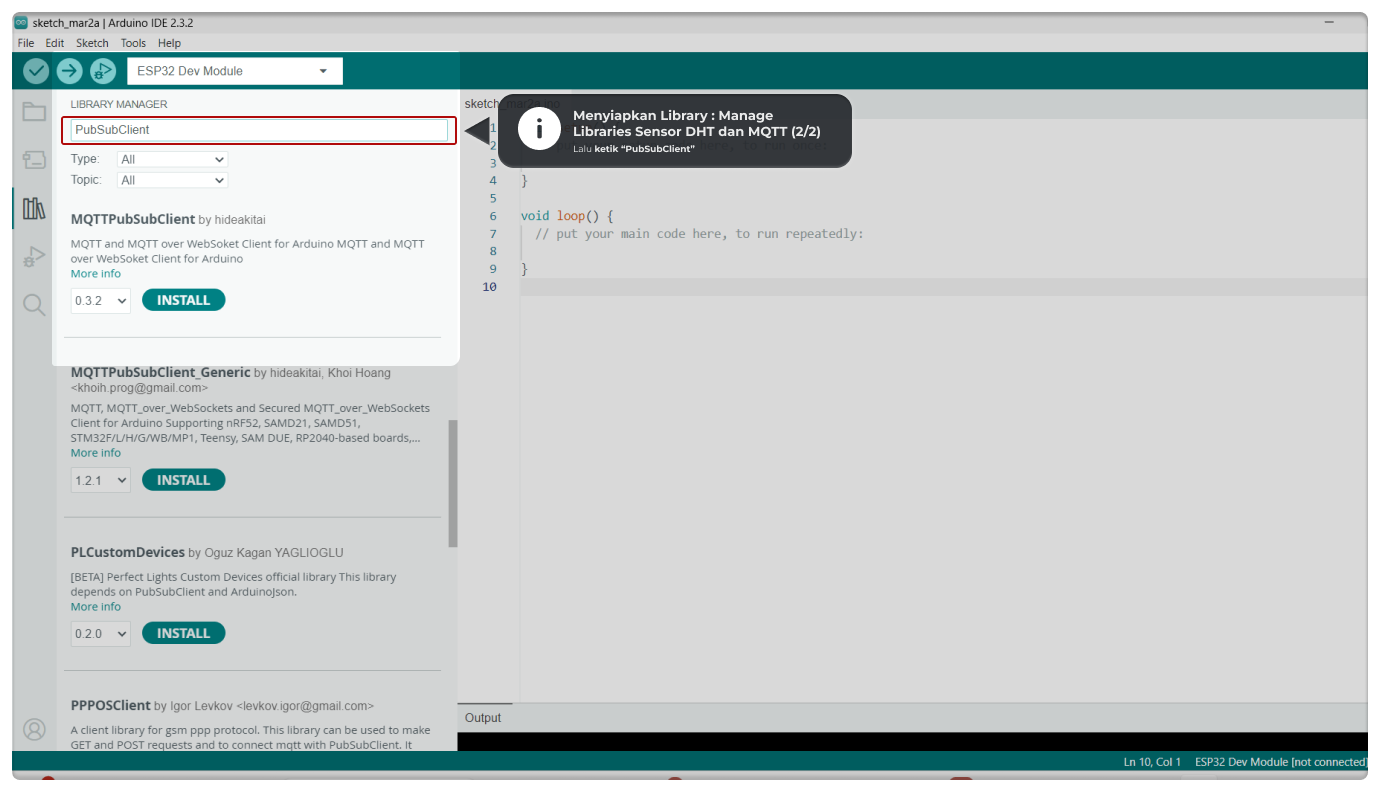 sketch_mar2a | Arduino IDE 2.3.2
File Edit Sketch Tools Help
ESP32 Dev Module
LIBRARY MANAGER
PubSubClient
Type: All
Topic: All
MQTTPubSubClient by hideakitai
MQTT and MQTT over WebSoket Client for Arduino MQTT and MQTT
over WebSoket Client for Arduino
More info
0.3.2 INSTALL
MQTTPubSubClient_Generic by hideakitai, Khoi Hoang
<khoih.prog@gmail.com>
MQTT, MQTT_over_WebSockets and Secured MQTT_over_WebSockets
Client for Arduino Supporting nRF52, SAMD21, SAMD51,
STM32F/L/H/G/WB/MP1, Teensy, SAM DUE, RP2040-based boards,...
More info
1.2.1 INSTALL
PLCustomDevices by Oguz Kagan YAGLIOGLU
[BETA] Perfect Lights Custom Devices official library This library
depends on PubSubClient and ArduinoJson.
More info
0.2.0 INSTALL
PPPOSClient by Igor Levkov <levkov.igor@gmail.com>
A client library for gsm ppp protocol. This library can be used to make
GET and POST requests and to connect mqtt with PubSubClient. It
sketch_mar2a.ino
Menyiapkan Library : Manage
Libraries Sensor DHT dan MQTT (2/2)
Lalu ketik “PubSubClient”
1
2 here, to run once:
3
4 }
5
6 void loop() {
7 // put your main code here, to run repeatedly:
8
9 }
10
Output
Ln 10, Col 1 ESP32 Dev Module [not connected]